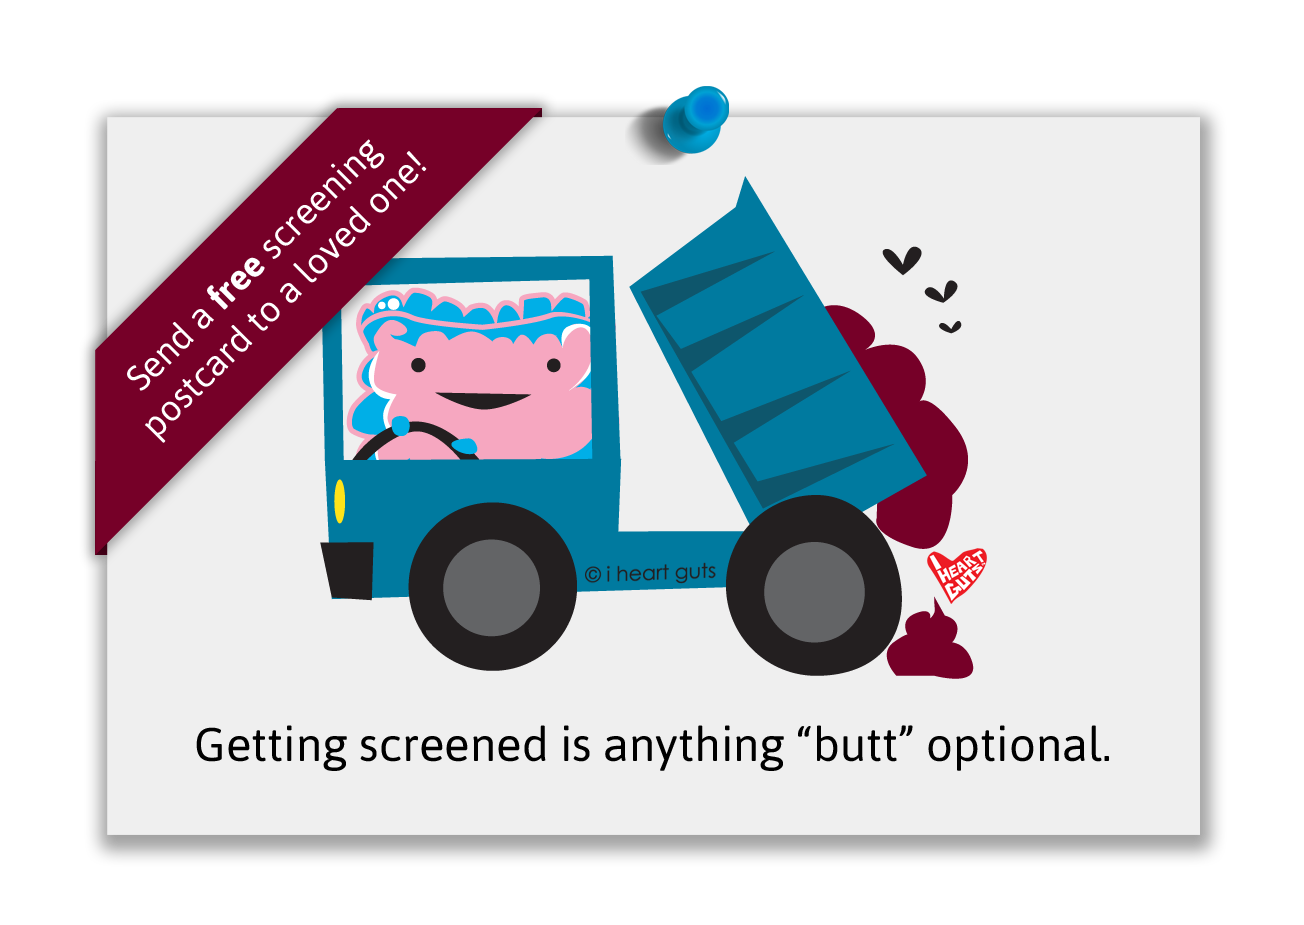 Send a free screening
postcard to a loved one!
© i heart guts
I
HEART
GUTS!
Getting screened is anything “butt” optional.